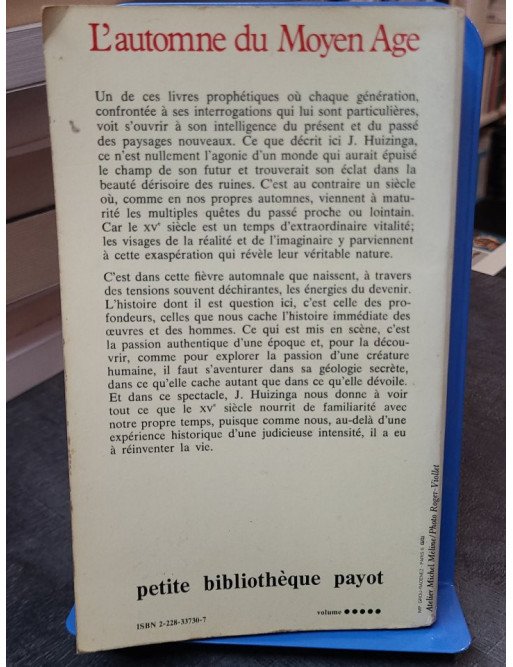 L'automne du Moyen Age
Un de ces livres prophétiques où chaque génération,
confrontée à ses interrogations qui lui sont particulières,
voit s'ouvrir à son intelligence du présent et du passé
des paysages nouveaux. Ce que décrit ici J. Huizinga,
ce n'est nullement l'agonie d'un monde qui aurait épuisé
le champ de son futur et trouverait son éclat dans la
beauté dérisoire des ruines. C'est au contraire un siècle
où, comme en nos propres automnes, viennent à matu-
rité les multiples quêtes du passé proche ou lointain.
Car le XVe siècle est un temps d'extraordinaire vitalité;
les visages de la réalité et de l'imaginaire y parviennent
à cette exaspération qui révèle leur véritable nature.
C'est dans cette fièvre automnale que naissent, à travers
des tensions souvent déchirantes, les énergies du devenir.
L'histoire dont il est question ici, c'est celle des pro-
fondeurs, celles que nous cache l'histoire immédiate des
œuvres et des hommes. Ce qui est mis en scène, c'est
la passion authentique d'une époque et, pour la décou-
vrir, comme pour explorer la passion d'une créature
humaine, il faut s'aventurer dans sa géologie secrète,
dans ce qu'elle cache autant que dans ce qu'elle dévoile.
Et dans ce spectacle, J. Huizinga nous donne à voir
tout ce que le XVe siècle nourrit de familiarité avec
notre propre temps, puisque comme nous, au-delà d'une
expérience historique d'une judicieuse intensité, il a eu
à réinventer la vie.
petite bibliothèque payot
volume
ISBN 2-228-33730-7
Atelier Michel Méline/Photo Roger-Viollet